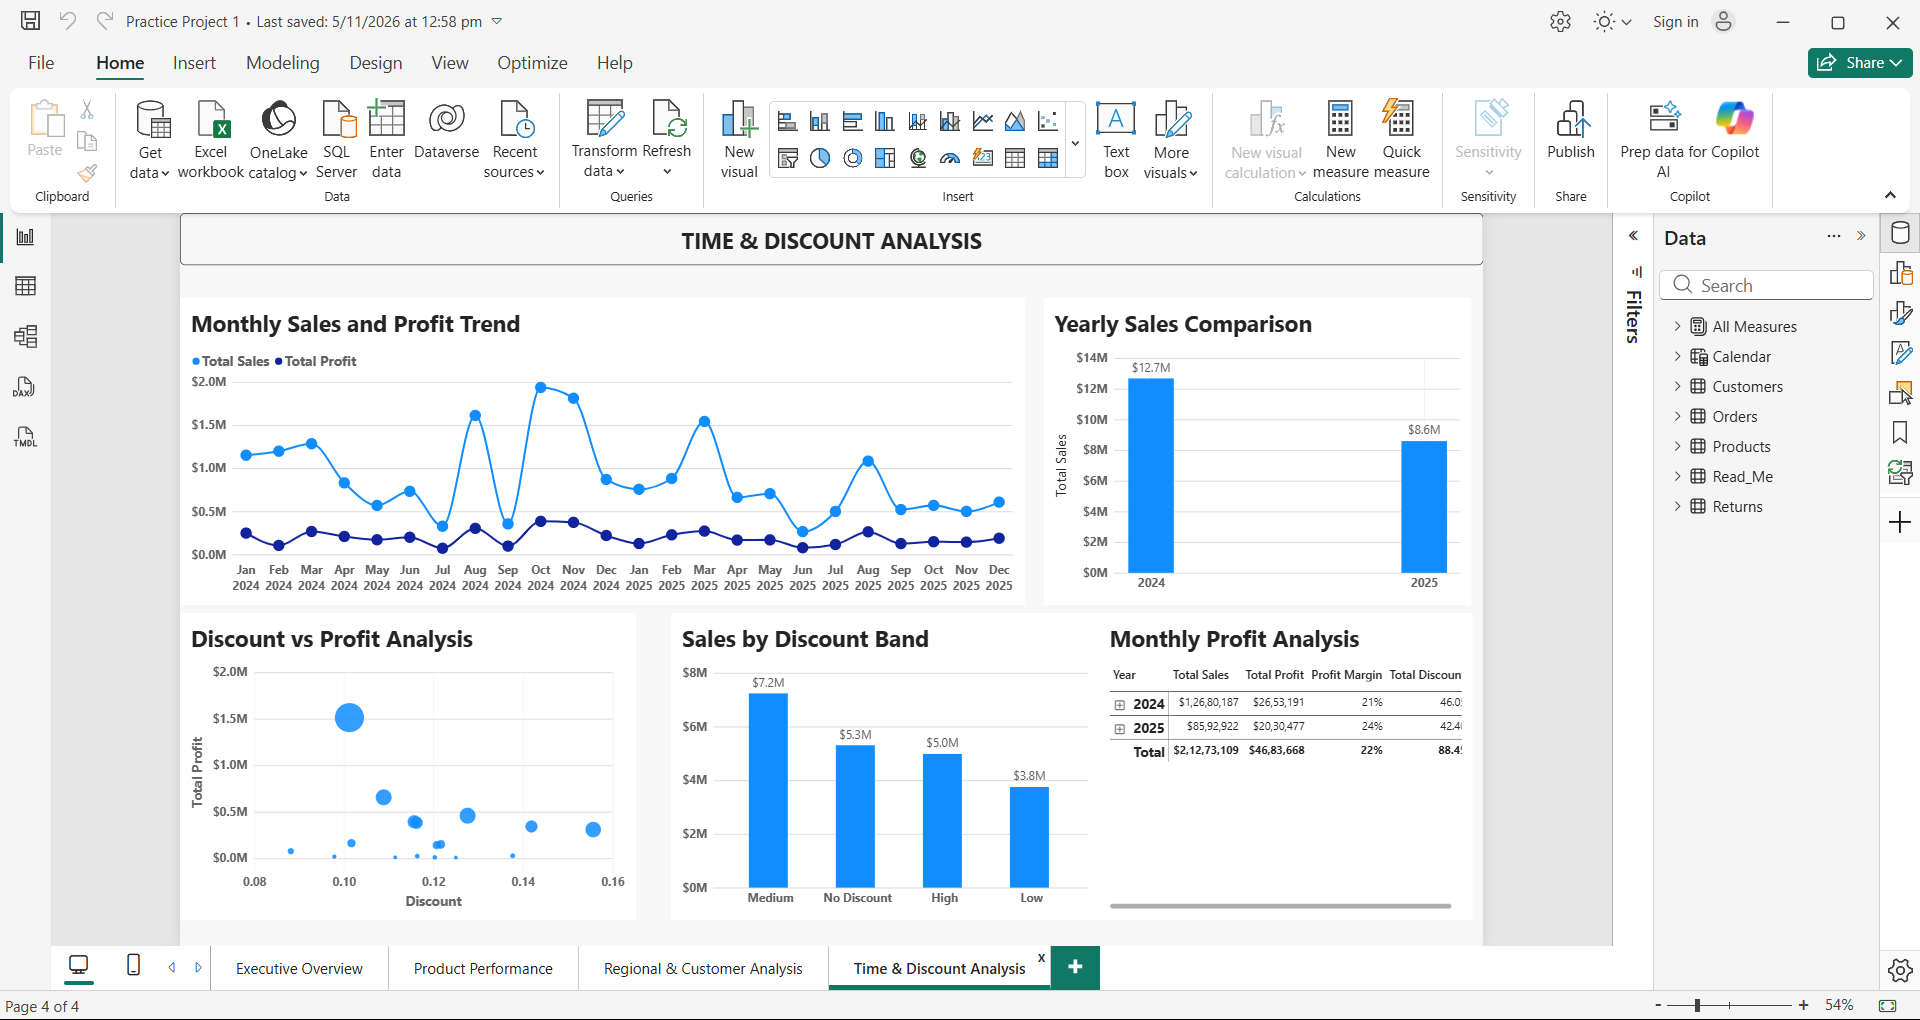 Practice Project 1 • Last saved: 5/11/2026 at 12:58 pm
Sign in
File Home Insert Modeling Design View Optimize Help
Share
Paste
Get data
Excel workbook
OneLake catalog
SQL Server
Enter data
Dataverse
Recent sources
Transform data
Refresh
New visual
Text box
More visuals
New visual calculation
New measure
Quick measure
Sensitivity
Publish
Prep data for AI
Copilot
Clipboard Data Queries Insert Calculations Sensitivity Share Copilot
DAX
TMDL
TIME & DISCOUNT ANALYSIS
Monthly Sales and Profit Trend
Total Sales Total Profit
$2.0M
$1.5M
$1.0M
$0.5M
$0.0M
Jan Feb Mar Apr May Jun Jul Aug Sep Oct Nov Dec Jan Feb Mar Apr May Jun Jul Aug Sep Oct Nov Dec
2024 2024 2024 2024 2024 2024 2024 2024 2024 2024 2024 2024 2025 2025 2025 2025 2025 2025 2025 2025 2025 2025 2025 2025
Yearly Sales Comparison
Total Sales
$14M
$12M
$10M
$8M
$6M
$4M
$2M
$0M
$12.7M
$8.6M
2024 2025
Discount vs Profit Analysis
Total Profit
$2.0M
$1.5M
$1.0M
$0.5M
$0.0M
0.08 0.10 0.12 0.14 0.16
Discount
Sales by Discount Band
$8M
$6M
$4M
$2M
$0M
$7.2M
$5.3M
$5.0M
$3.8M
Medium No Discount High Low
Monthly Profit Analysis
Year Total Sales Total Profit Profit Margin Total Discoun
2024 $1,26,80,187 $26,53,191 21% 46.0
2025 $85,92,922 $20,30,477 24% 42.4
Total $2,12,73,109 $46,83,668 22% 88.4
Filters
Data
Search
All Measures
Calendar
Customers
Orders
Products
Read_Me
Returns
Executive Overview
Product Performance
Regional & Customer Analysis
Time & Discount Analysis x
+
Page 4 of 4
- + 54%